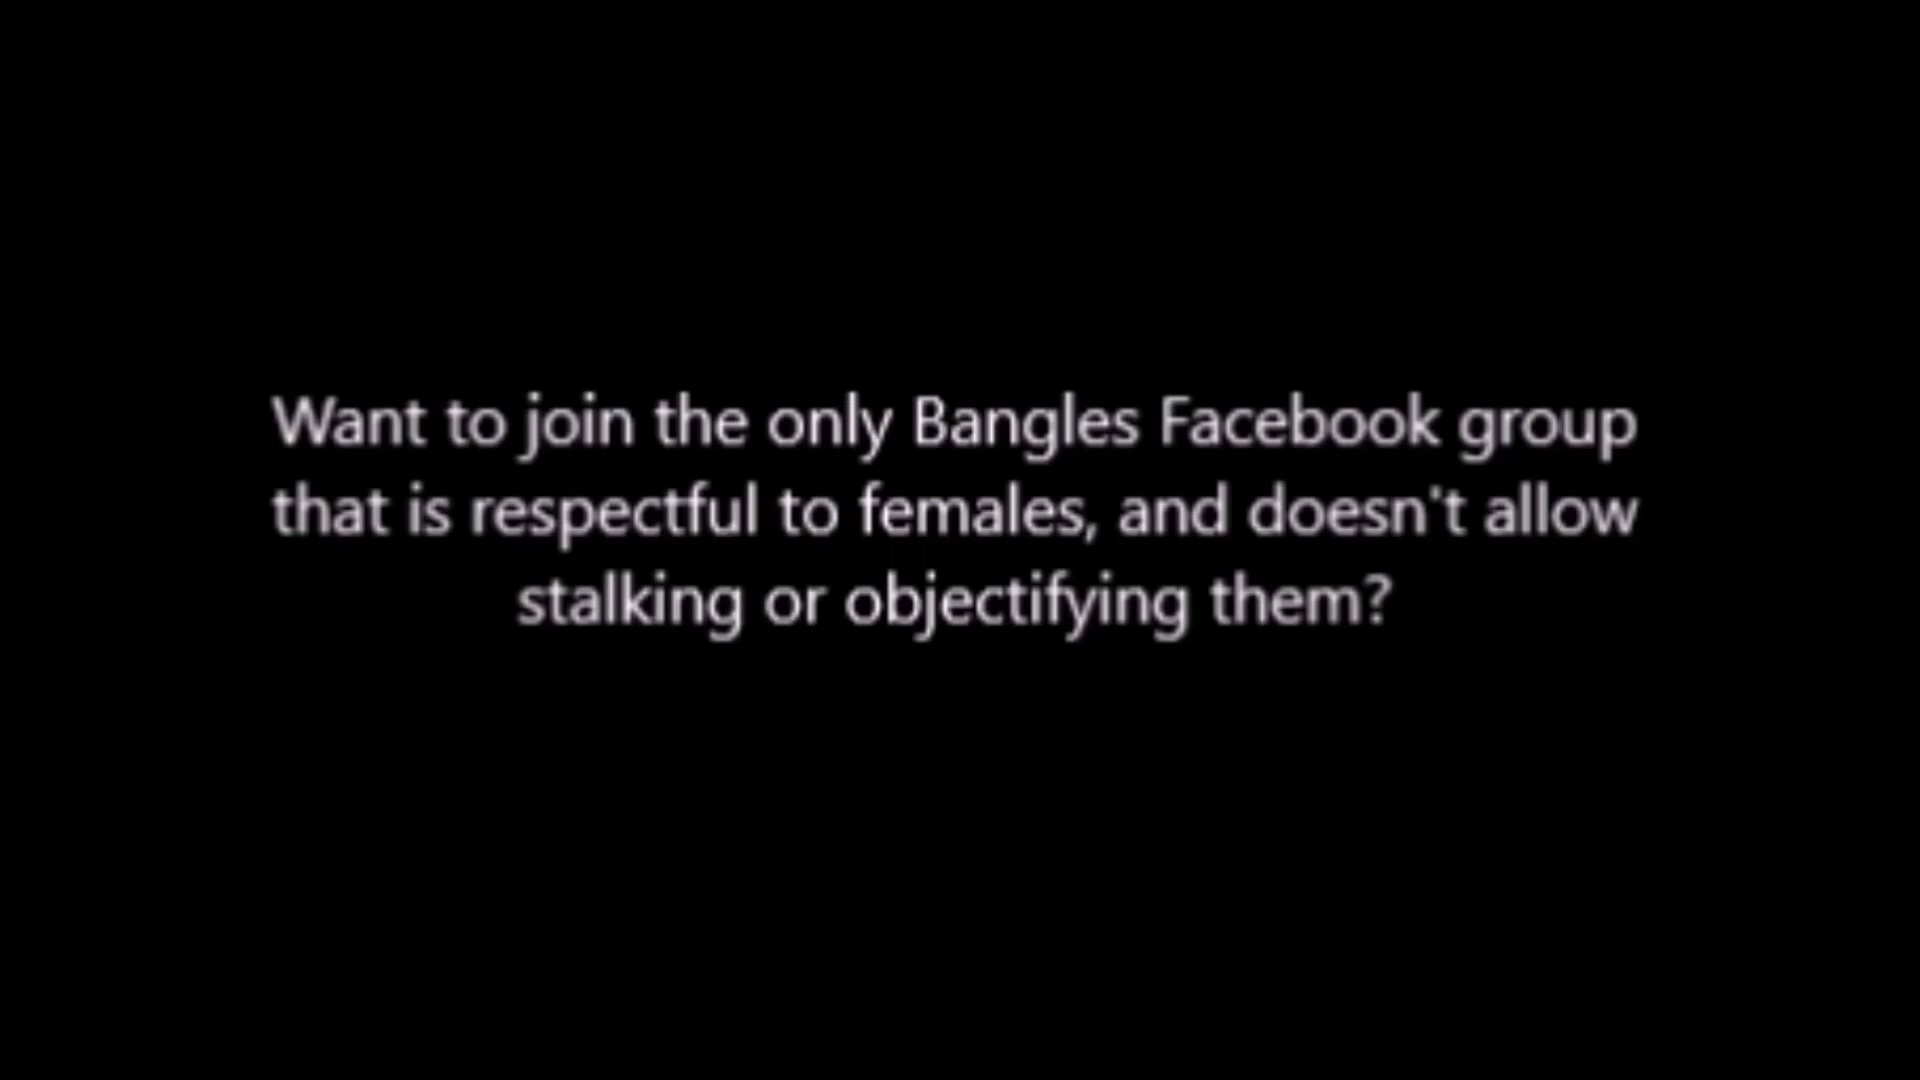 Want to join the only Bangles Facebook group
that is respectful to females, and doesn't allow
stalking or objectifying them?